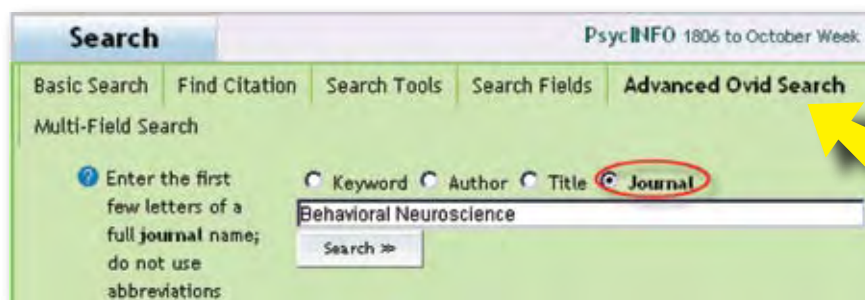 Search
PsycINFO 1806 to October Week
Basic Search Find Citation Search Tools Search Fields Advanced Ovid Search
Multi-Field Search
Enter the first
few letters of a
full journal name;
do not use
abbreviations
Keyword Author Title Journal
Behavioral Neuroscience
Search >>